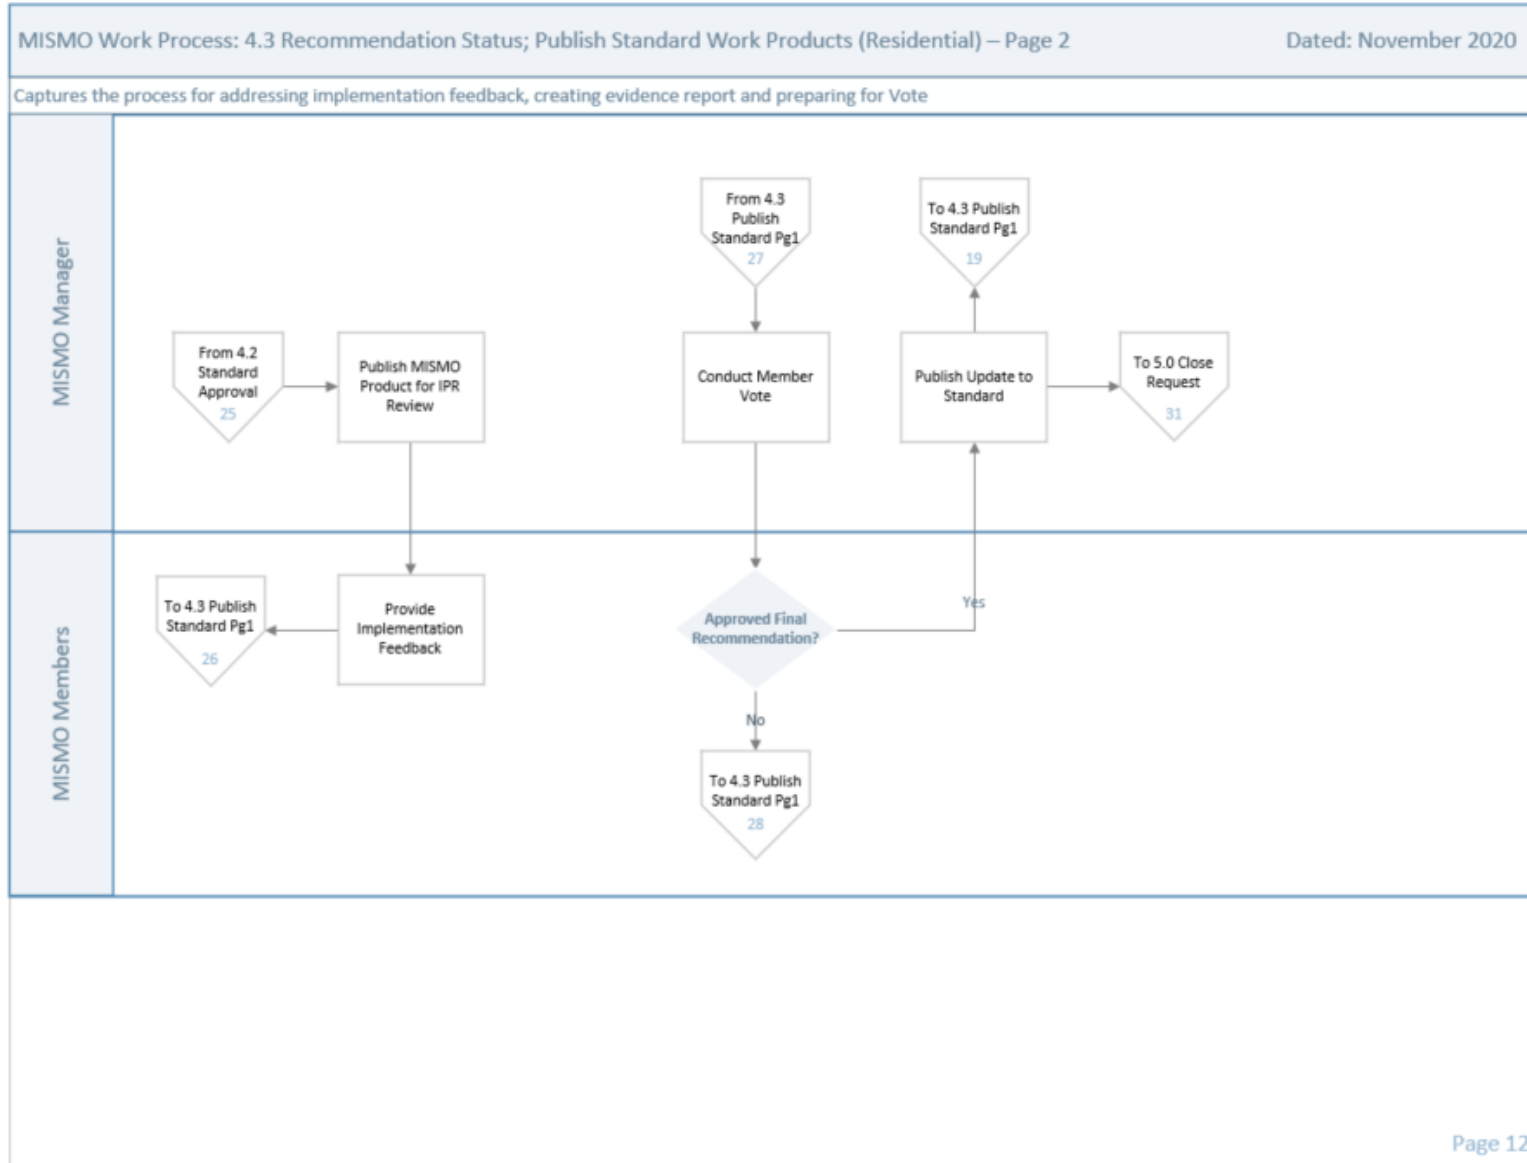 MISMO Work Process: 4.3 Recommendation Status; Publish Standard Work Products (Residential) – Page 2
Dated: November 2020
Captures the process for addressing implementation feedback, creating evidence report and preparing for Vote
MISMO Manager
From 4.2
Standard
Approval
25
Publish MISMO
Product for IPR
Review
From 4.3
Publish
Standard Pg1
27
Conduct Member
Vote
To 4.3 Publish
Standard Pg1
19
Publish Update to
Standard
To 5.0 Close
Request
31
MISMO Members
To 4.3 Publish
Standard Pg1
26
Provide
Implementation
Feedback
Approved Final
Recommendation?
Yes
No
To 4.3 Publish
Standard Pg1
28
Page 12